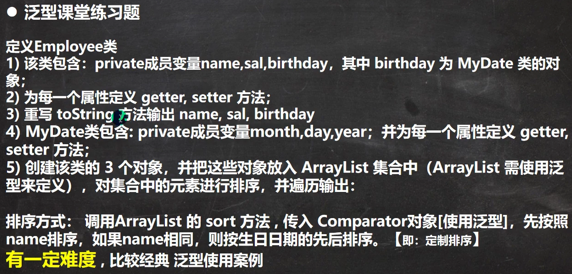 ● 泛型课堂练习题
定义Employee类
1) 该类包含：private成员变量name,sal,birthday，其中 birthday 为 MyDate 类的对
象；
2) 为每一个属性定义 getter, setter 方法；
3) 重写 toString 方法输出 name, sal, birthday
4) MyDate类包含: private成员变量month,day,year；并为每一个属性定义 getter,
setter 方法；
5) 创建该类的 3 个对象，并把这些对象放入 ArrayList 集合中（ArrayList 需使用泛
型来定义），对集合中的元素进行排序，并遍历输出：
排序方式： 调用ArrayList 的 sort 方法 , 传入 Comparator对象[使用泛型]，先按照
name排序，如果name相同，则按生日日期的先后排序。【即：定制排序】
有一定难度 , 比较经典 泛型使用案例